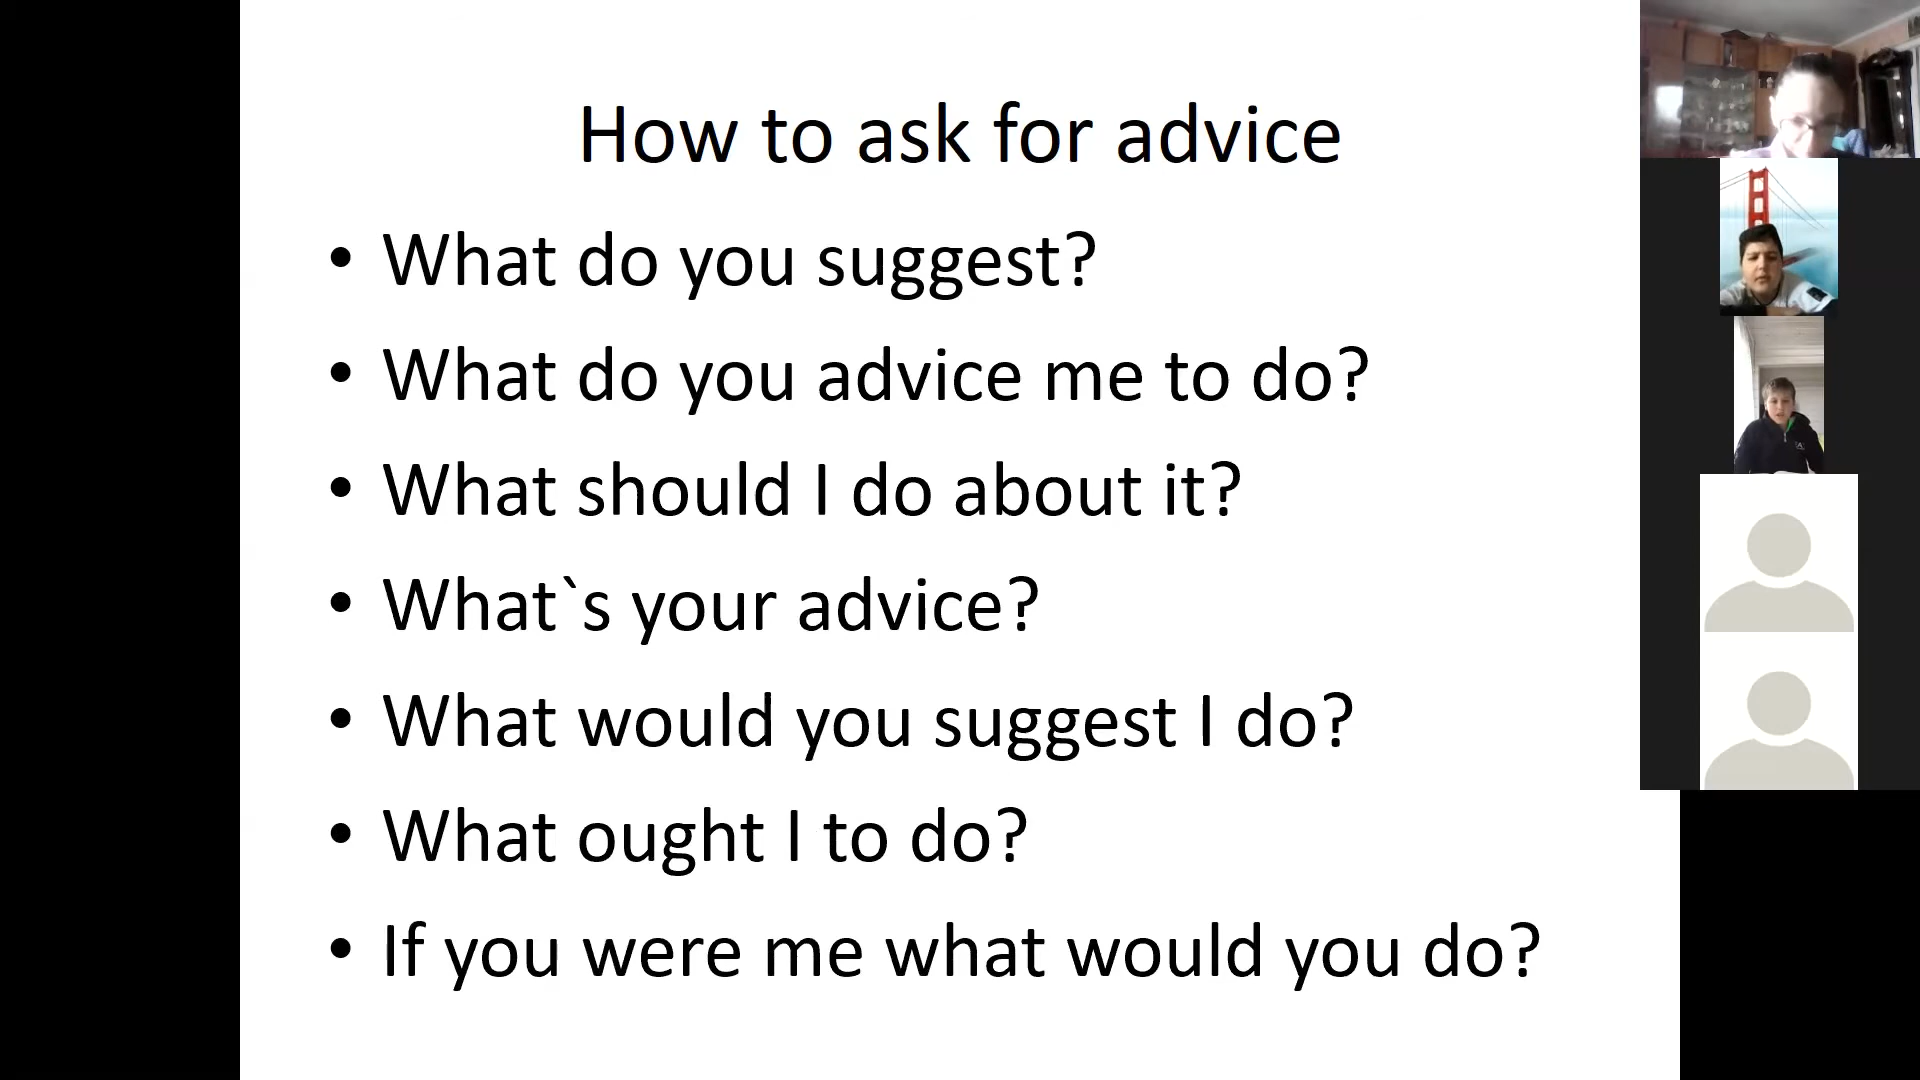 How to ask for advice
• What do you suggest?
• What do you advice me to do?
• What should I do about it?
• What`s your advice?
• What would you suggest I do?
• What ought I to do?
• If you were me what would you do?